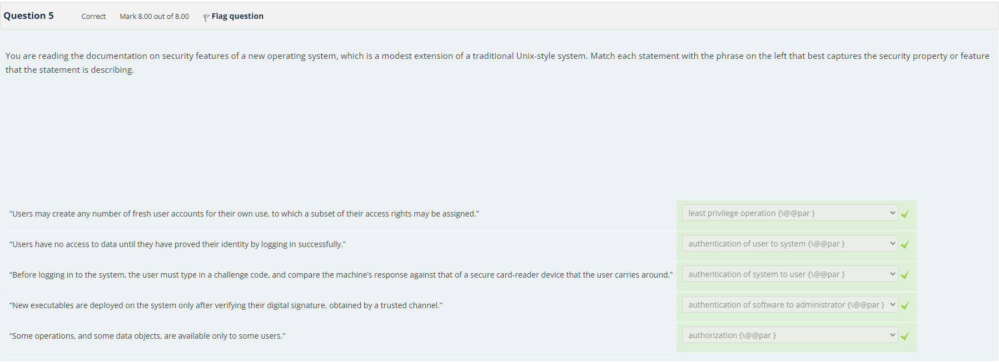 Question 5 Correct Mark 8.00 out of 8.00 Flag question
You are reading the documentation on security features of a new operating system, which is a modest extension of a traditional Unix-style system. Match each statement with the phrase on the left that best captures the security property or feature
that the statement is describing.
“Users may create any number of fresh user accounts for their own use, to which a subset of their access rights may be assigned.” least privilege operation {\@@par }
“Users have no access to data until they have proved their identity by logging in successfully.” authentication of user to system {\@@par }
“Before logging in to the system, the user must type in a challenge code, and compare the machine’s response against that of a secure card-reader device that the user carries around.” authentication of system to user {\@@par }
“New executables are deployed on the system only after verifying their digital signature, obtained by a trusted channel.” authentication of software to administrator {\@@par }
“Some operations, and some data objects, are available only to some users.” authorization {\@@par }